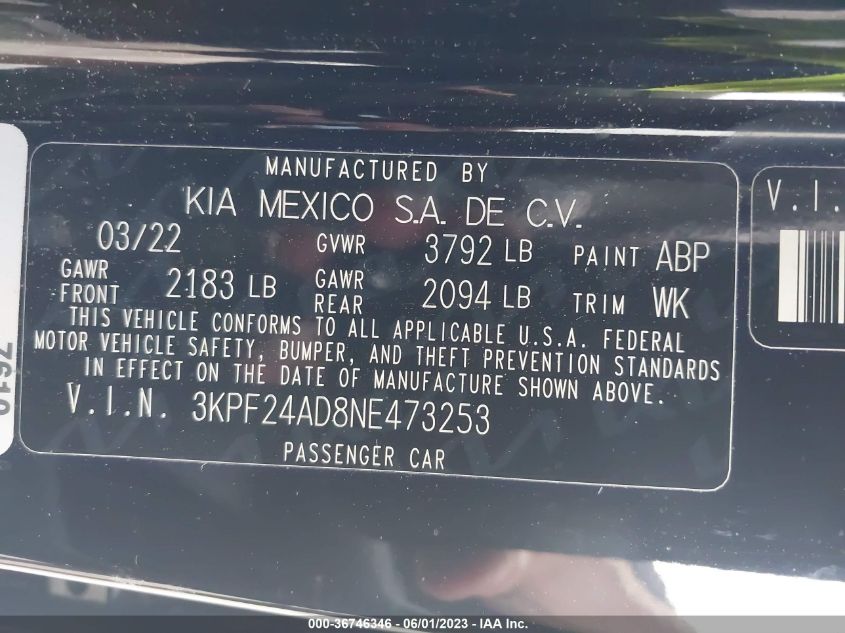 MANUFACTURED BY
KIA MEXICO S.A. DE C.V.
03/22 GVWR 3792 LB PAINT ABP
GAWR FRONT 2183 LB GAWR REAR 2094 LB TRIM WK
THIS VEHICLE CONFORMS TO ALL APPLICABLE U.S.A. FEDERAL
MOTOR VEHICLE SAFETY, BUMPER, AND THEFT PREVENTION STANDARDS
IN EFFECT ON THE DATE OF MANUFACTURE SHOWN ABOVE.
V.I.N. 3KPF24AD8NE473253
PASSENGER CAR
V.I.
000-36746346 - 06/01/2023 - IAA Inc.